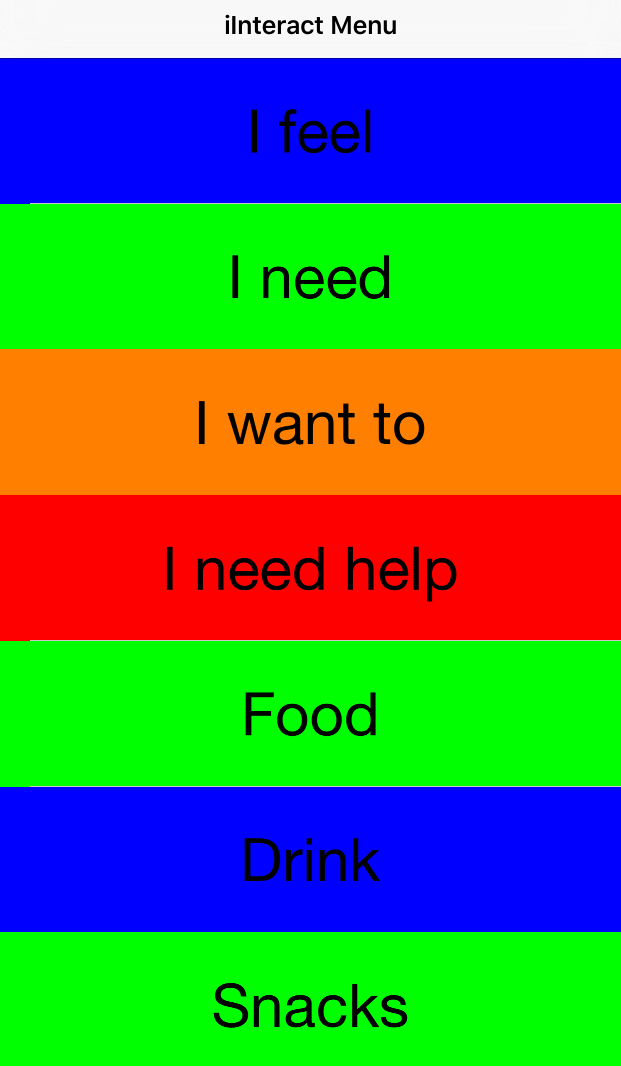 iInteract Menu
I feel
I need
I want to
I need help
Food
Drink
Snacks